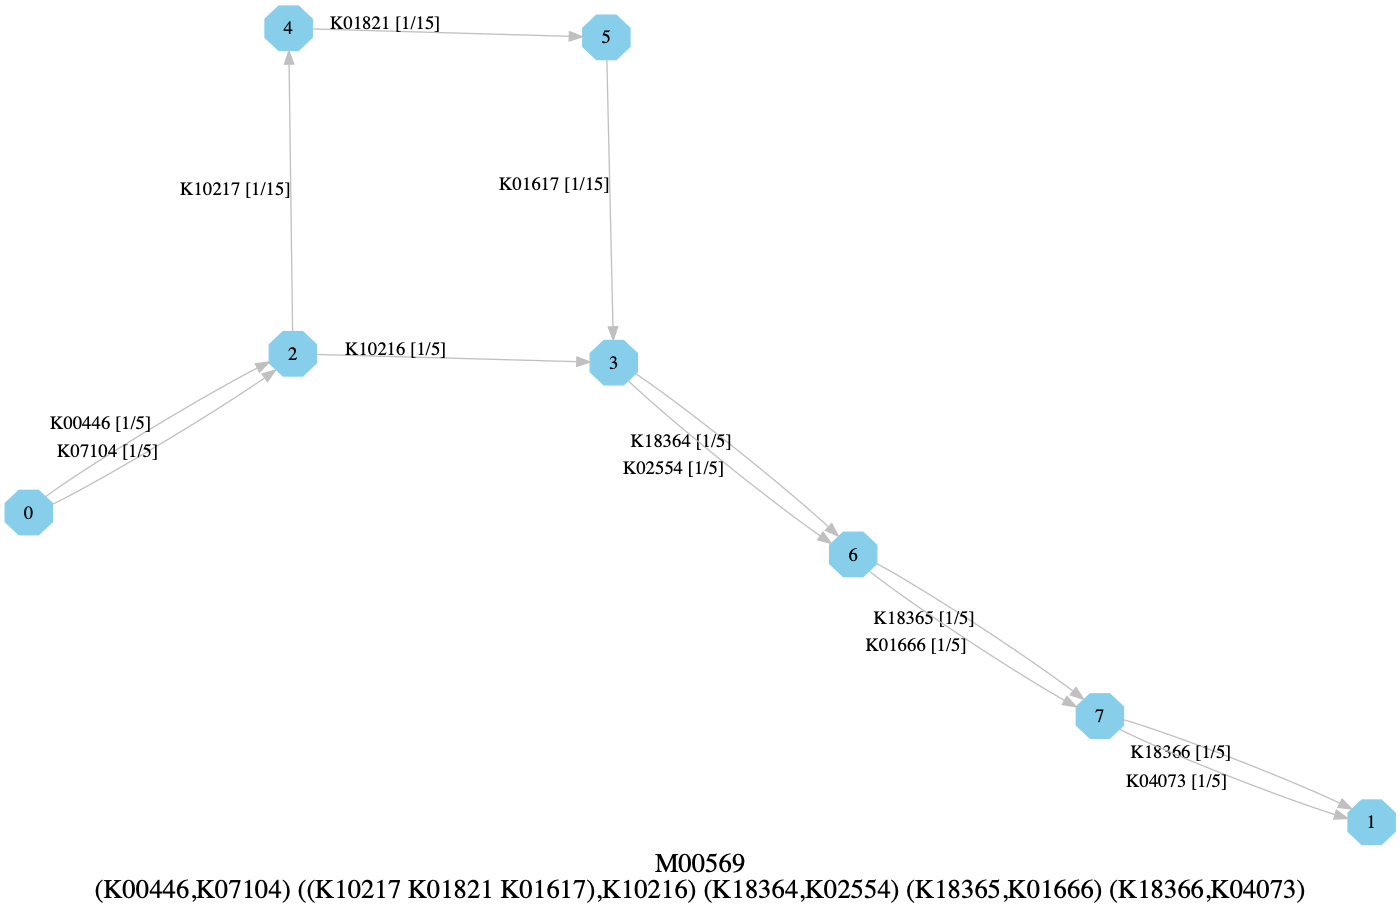 4
K01821 [1/15]
5
K10217 [1/15]
K01617 [1/15]
2
K10216 [1/5]
3
K00446 [1/5]
K07104 [1/5]
K18364 [1/5]
K02554 [1/5]
0
6
K18365 [1/5]
K01666 [1/5]
7
K18366 [1/5]
K04073 [1/5]
1
M00569
(K00446,K07104) ((K10217 K01821 K01617),K10216) (K18364,K02554) (K18365,K01666) (K18366,K04073)